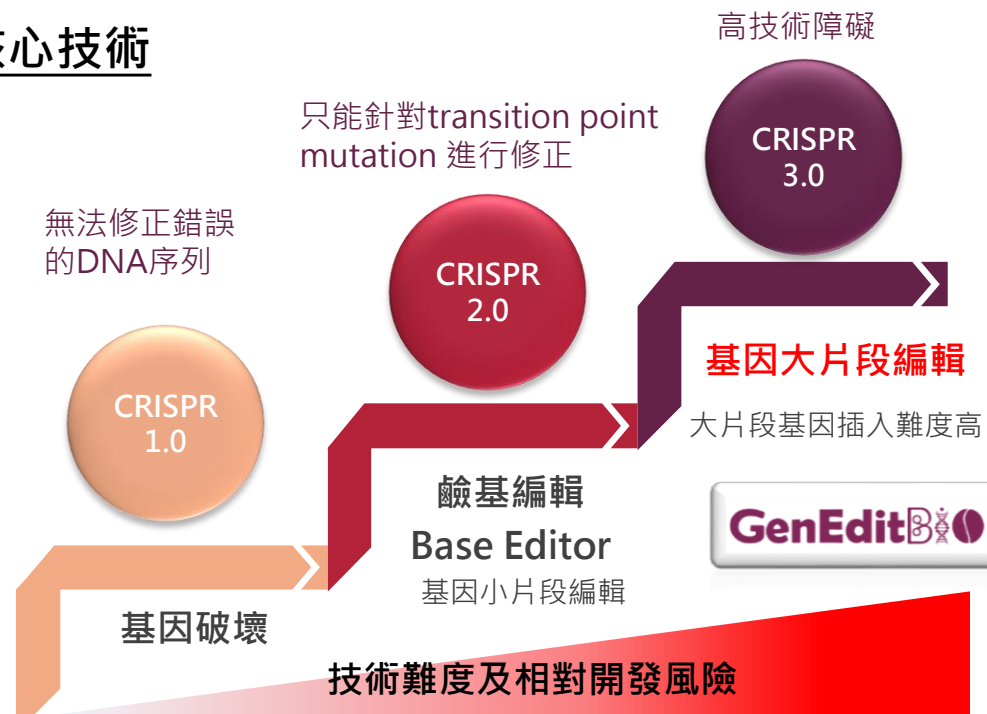 心技術
高技術障礙
只能針對transition point
mutation 進行修正
無法修正錯誤
的DNA序列
CRISPR
3.0
CRISPR
2.0
CRISPR
1.0
基因大片段編輯
大片段基因插入難度高
鹼基編輯
Base Editor
基因小片段編輯
GenEditBio
基因破壞
技術難度及相對開發風險